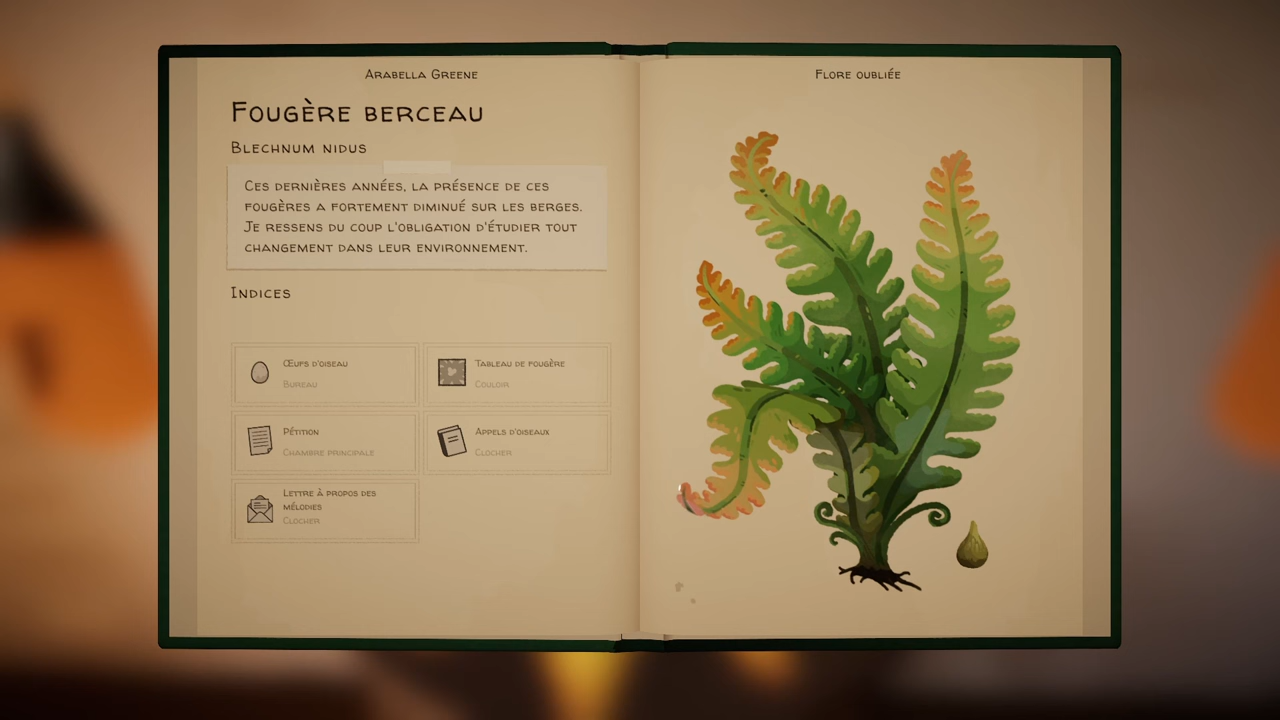 Arabella Greene
Flore oubliée
Fougère berceau
Blechnum nidus
Ces dernières années, la présence de ces
fougères a fortement diminué sur les berges.
Je ressens du coup l'obligation d'étudier tout
changement dans leur environnement.
Indices
Œufs d'oiseau
Bureau
Tableau de fougère
Couloir
Pétition
Chambre principale
Appels d'oiseaux
Clocher
Lettre à propos des
mélodies
Clocher